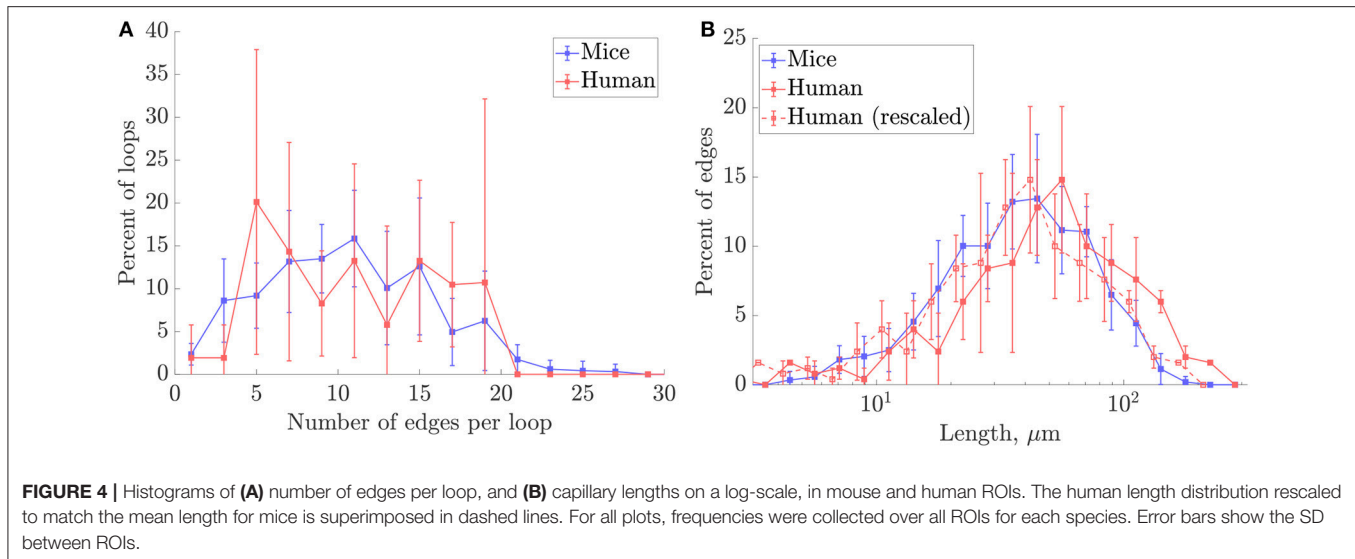 A
40
35
30
25
20
15
10
5
0
Percent of loops
Mice
Human
0 5 10 15 20 25 30
Number of edges per loop
B
25
20
15
10
5
0
Percent of edges
Mice
Human
Human (rescaled)
10¹ 10²
Length, μm
FIGURE 4 | Histograms of (A) number of edges per loop, and (B) capillary lengths on a log-scale, in mouse and human ROIs. The human length distribution rescaled
to match the mean length for mice is superimposed in dashed lines. For all plots, frequencies were collected over all ROIs for each species. Error bars show the SD
between ROIs.